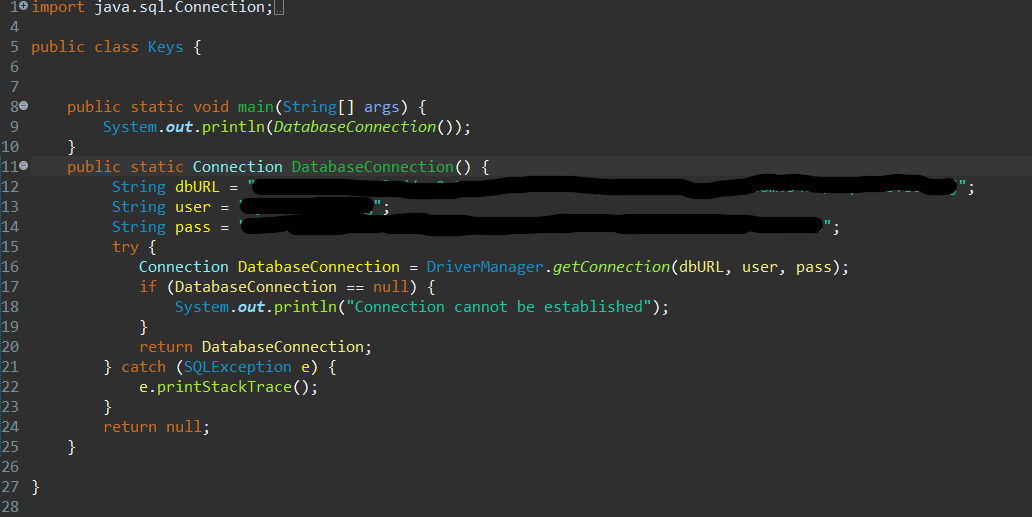 1 import java.sql.Connection;
4
5 public class Keys {
6
7
8 public static void main(String[] args) {
9 System.out.println(DatabaseConnection());
10 }
11 public static Connection DatabaseConnection() {
12 String dbURL = " ";
13 String user = " ";
14 String pass = " ";
15 try {
16 Connection DatabaseConnection = DriverManager.getConnection(dbURL, user, pass);
17 if (DatabaseConnection == null) {
18 System.out.println("Connection cannot be established");
19 }
20 return DatabaseConnection;
21 } catch (SQLException e) {
22 e.printStackTrace();
23 }
24 return null;
25 }
26
27 }
28